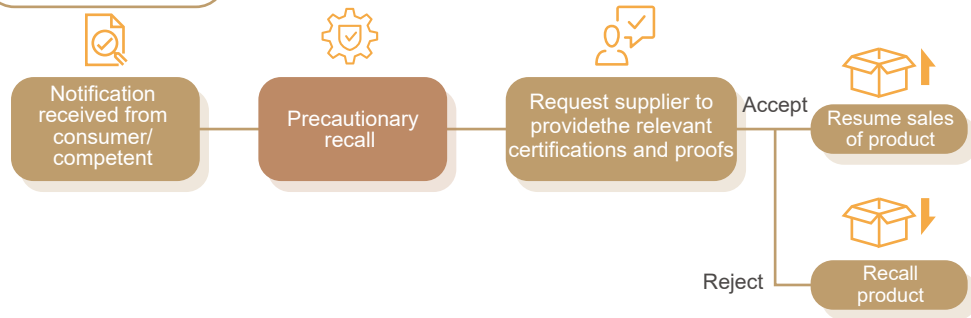 Notification
received from
consumer/
competent
Precautionary
recall
Request supplier to
providethe relevant
certifications and proofs
Accept
Resume sales
of product
Reject
Recall
product